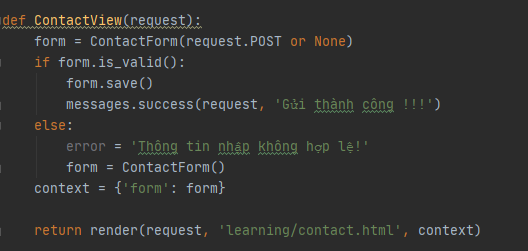 def ContactView(request):
    form = ContactForm(request.POST or None)
    if form.is_valid():
        form.save()
        messages.success(request, 'Gửi thành công !!!')
    else:
        error = 'Thông tin nhập không hợp lệ!'
        form = ContactForm()
    context = {'form': form}
    return render(request, 'learning/contact.html', context)